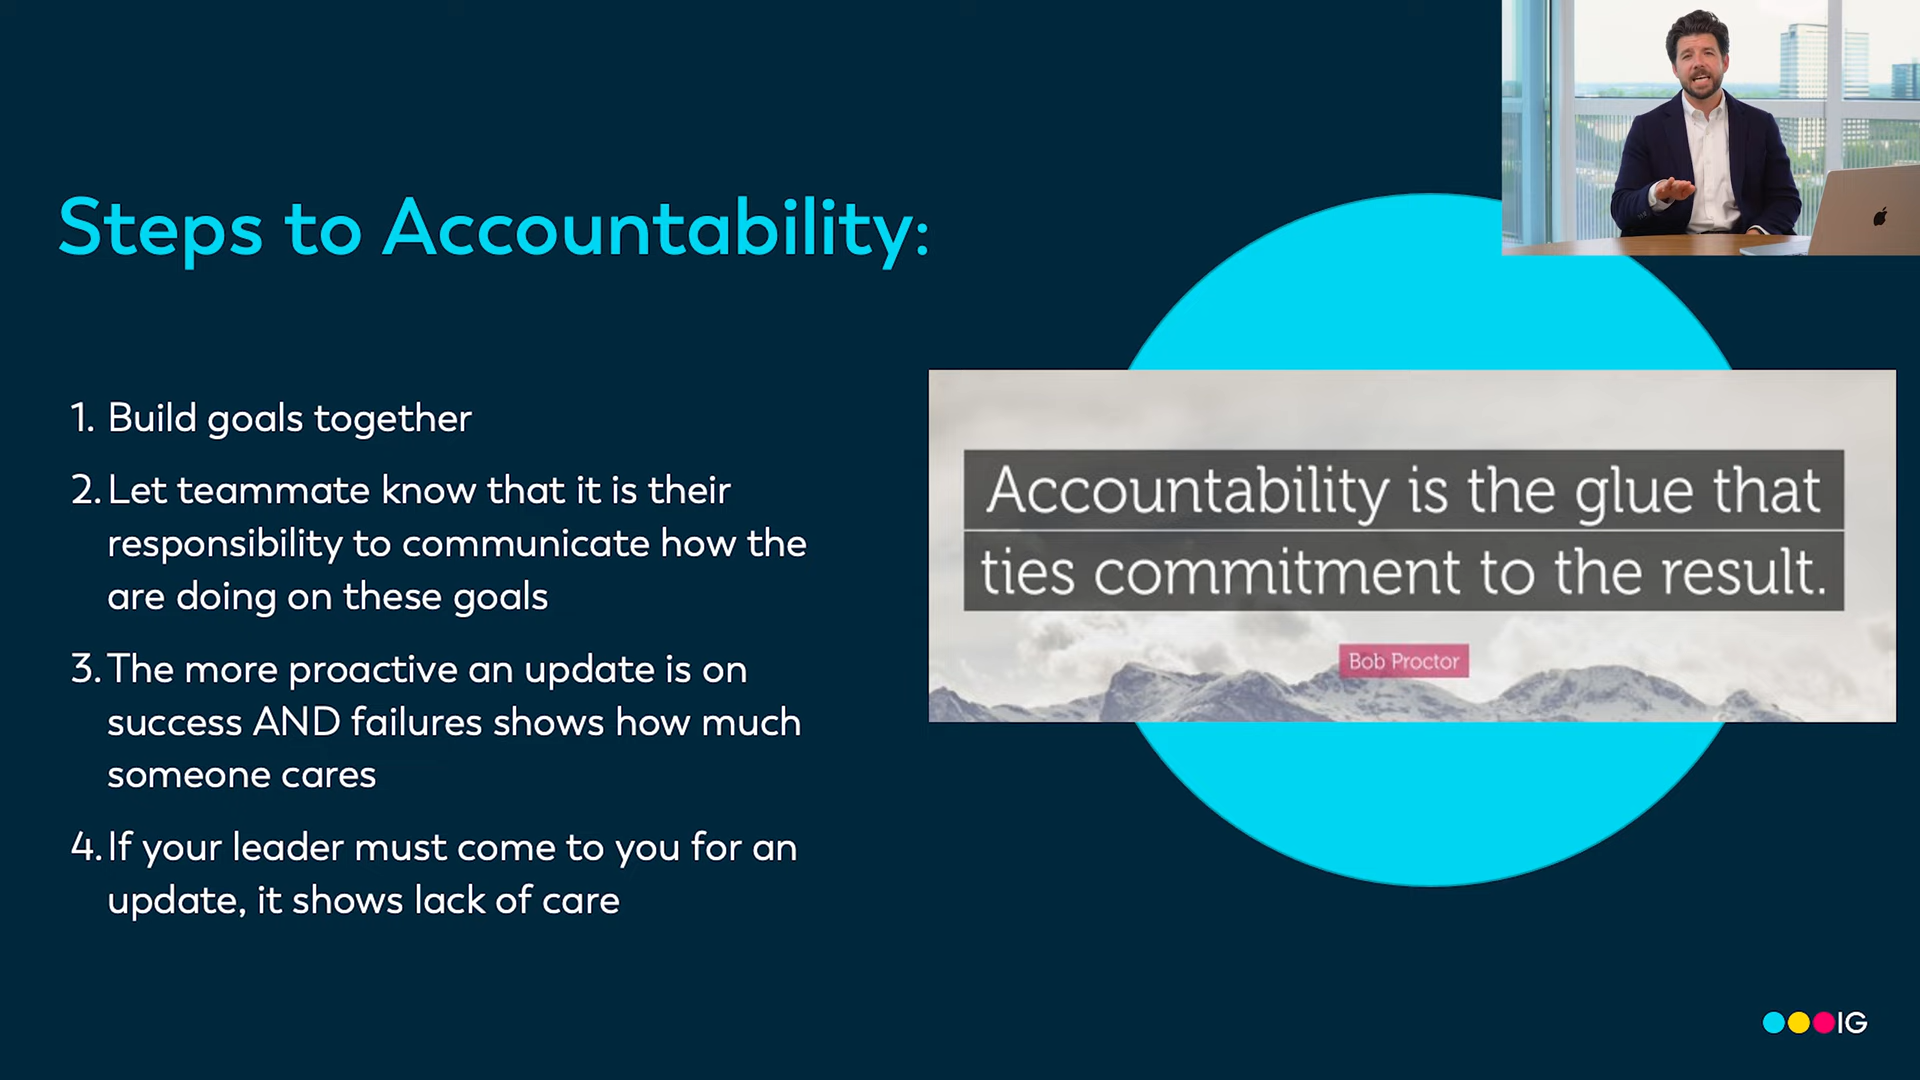 Steps to Accountability:
1. Build goals together
2. Let teammate know that it is their
responsibility to communicate how the
are doing on these goals
3. The more proactive an update is on
success AND failures shows how much
someone cares
4. If your leader must come to you for an
update, it shows lack of care
Accountability is the glue that
ties commitment to the result.
Bob Proctor
IG